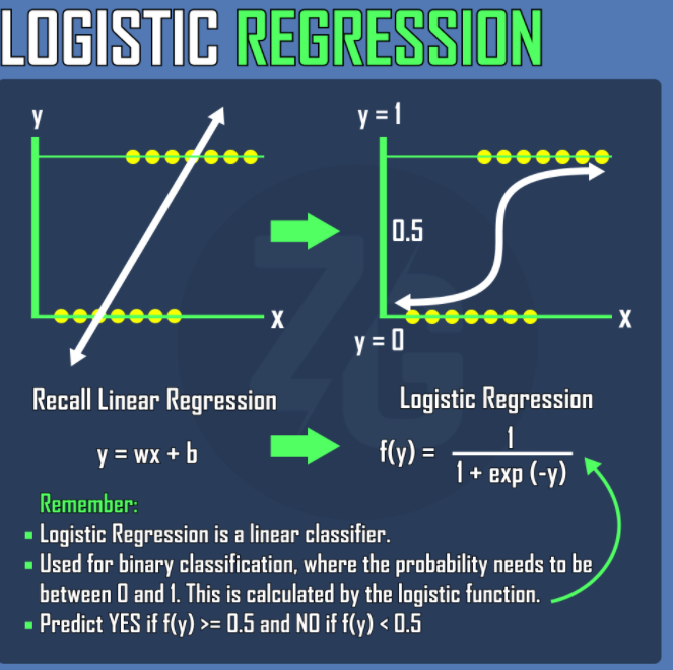 LOGISTIC REGRESSION
y
y = 1
0.5
x
x
y = 0
Recall Linear Regression
Logistic Regression
y = wx + b
f(y) = 1
1 + exp (-y)
Remember:
▪ Logistic Regression is a linear classifier.
▪ Used for binary classification, where the probability needs to be
between 0 and 1. This is calculated by the logistic function.
▪ Predict YES if f(y) >= 0.5 and NO if f(y) < 0.5
ZG